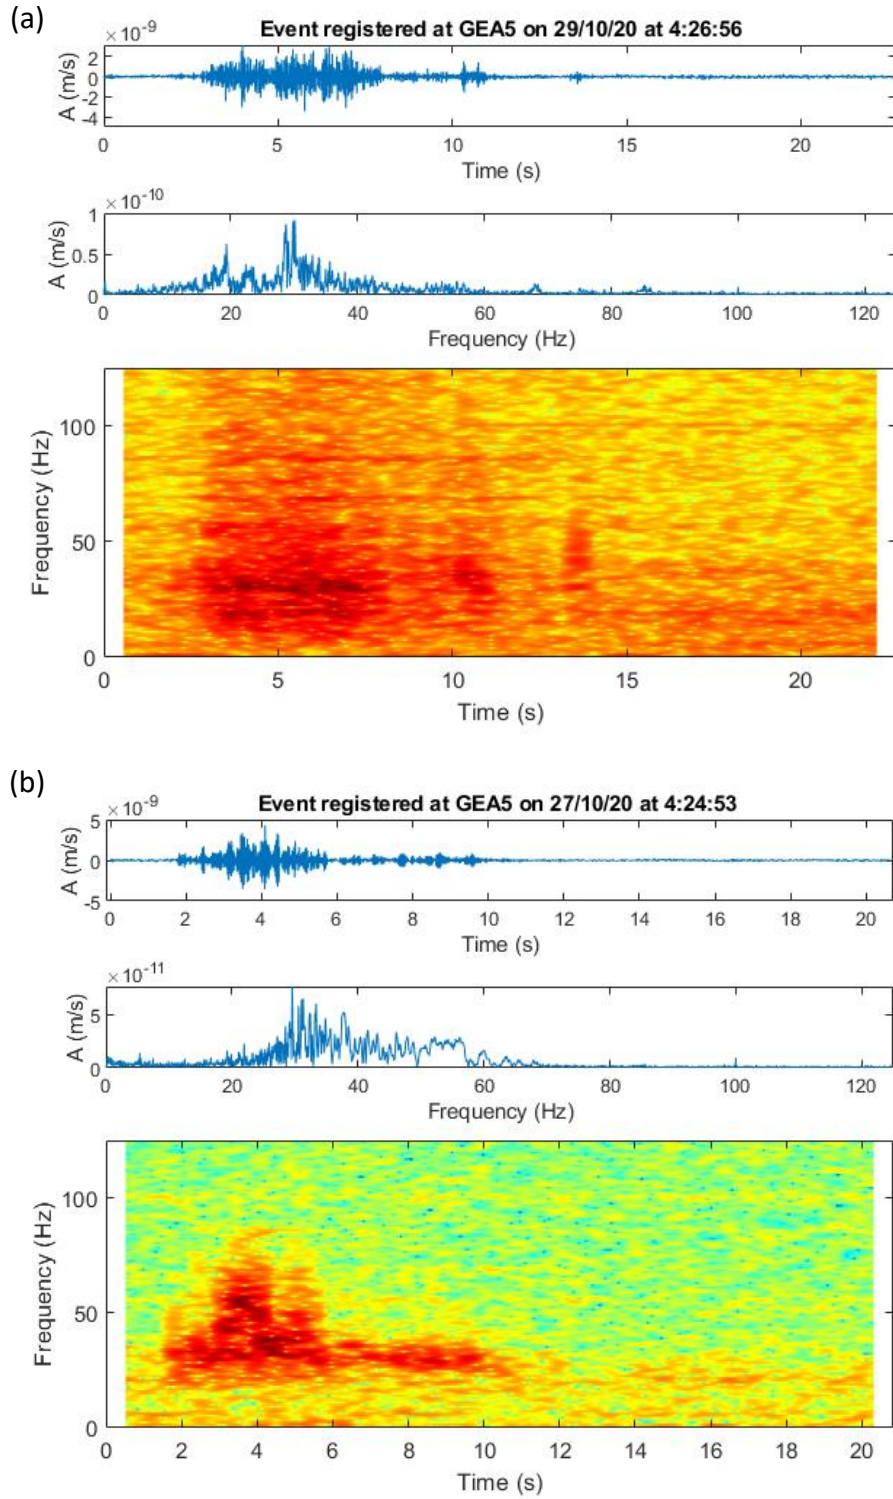 (a)
Event registered at GEA5 on 29/10/20 at 4:26:56
×10-9
2
0
-2
-4
A (m/s)
0 5 10 15 20
Time (s)
×10-10
1
0.5
0
A (m/s)
0 20 40 60 80 100 120
Frequency (Hz)
100
50
0
Frequency (Hz)
0 5 10 15 20
Time (s)
(b)
Event registered at GEA5 on 27/10/20 at 4:24:53
×10-9
5
0
-5
A (m/s)
0 2 4 6 8 10 12 14 16 18 20
Time (s)
×10-11
5
0
A (m/s)
0 20 40 60 80 100 120
Frequency (Hz)
100
50
0
Frequency (Hz)
2 4 6 8 10 12 14 16 18 20
Time (s)